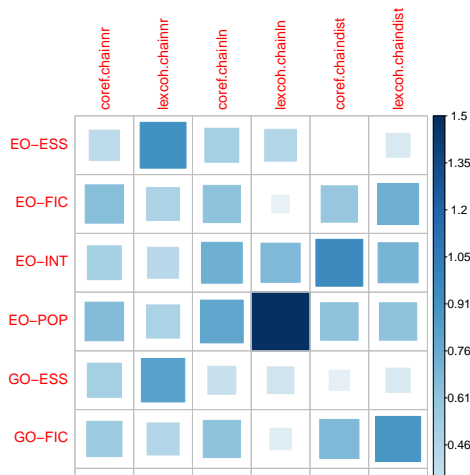 coref.chainnr
lexcoh.chainnr
coref.chainln
lexcoh.chainln
coref.chaindist
lexcoh.chaindist
EO−ESS
EO−FIC
EO−INT
EO−POP
GO−ESS
GO−FIC
1.5
1.35
1.2
1.05
0.91
0.76
0.61
0.46